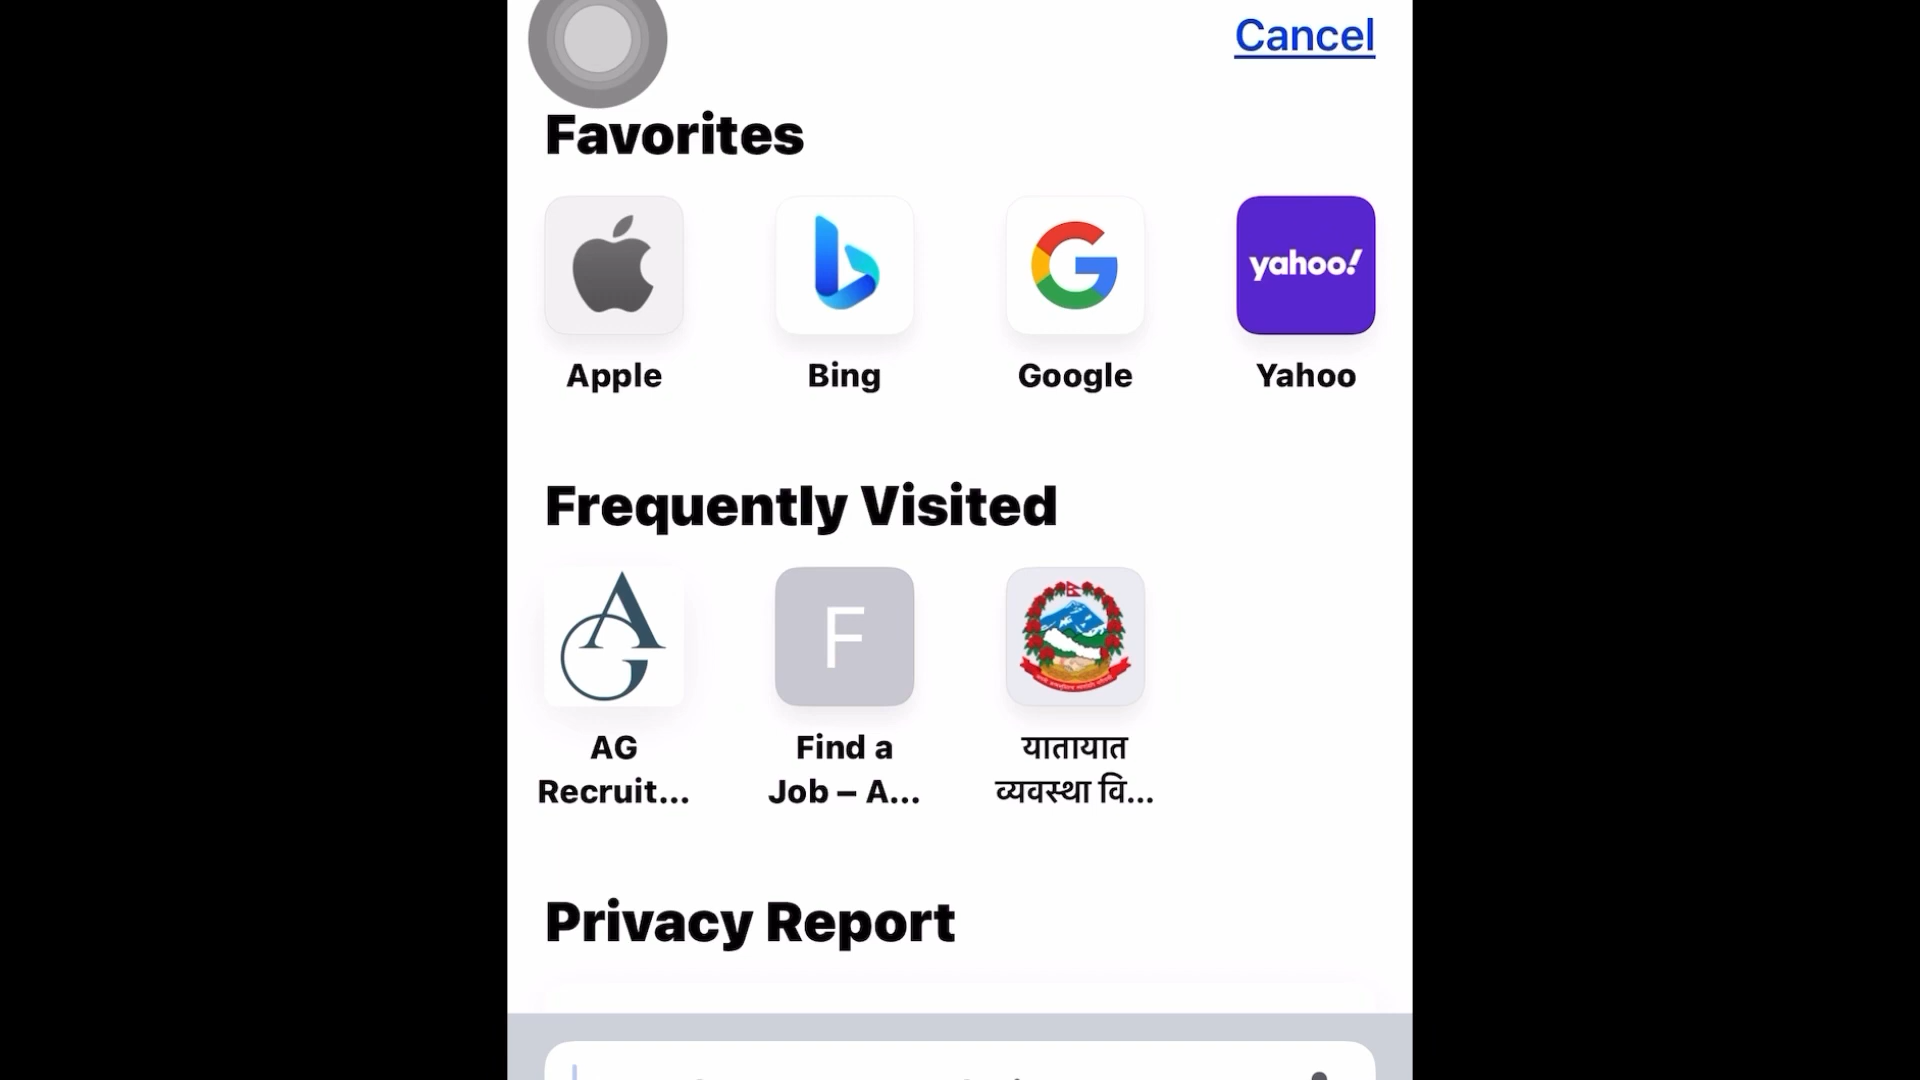 Cancel
Favorites
yahoo!
Apple Bing Google Yahoo
Frequently Visited
F
AG Find a यातायात
Recruit... Job – A... व्यवस्था वि...
Privacy Report